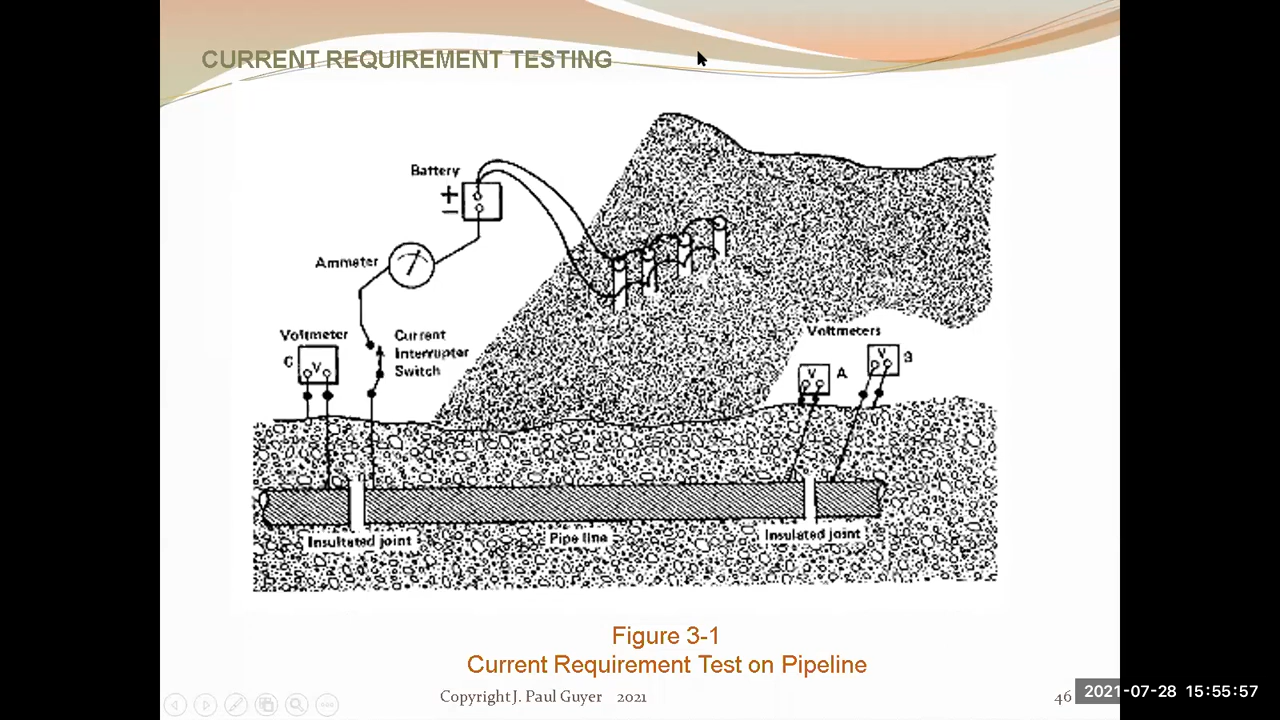 CURRENT REQUIREMENT TESTING
Battery
+
−
Ammeter
Voltmeter
C
V
Current
Interrupter
Switch
Voltmeters
V
A
V
B
Insulated joint
Pipe line
Insulated joint
Figure 3-1
Current Requirement Test on Pipeline
Copyright J. Paul Guyer 2021
46
2021-07-28 15:55:57